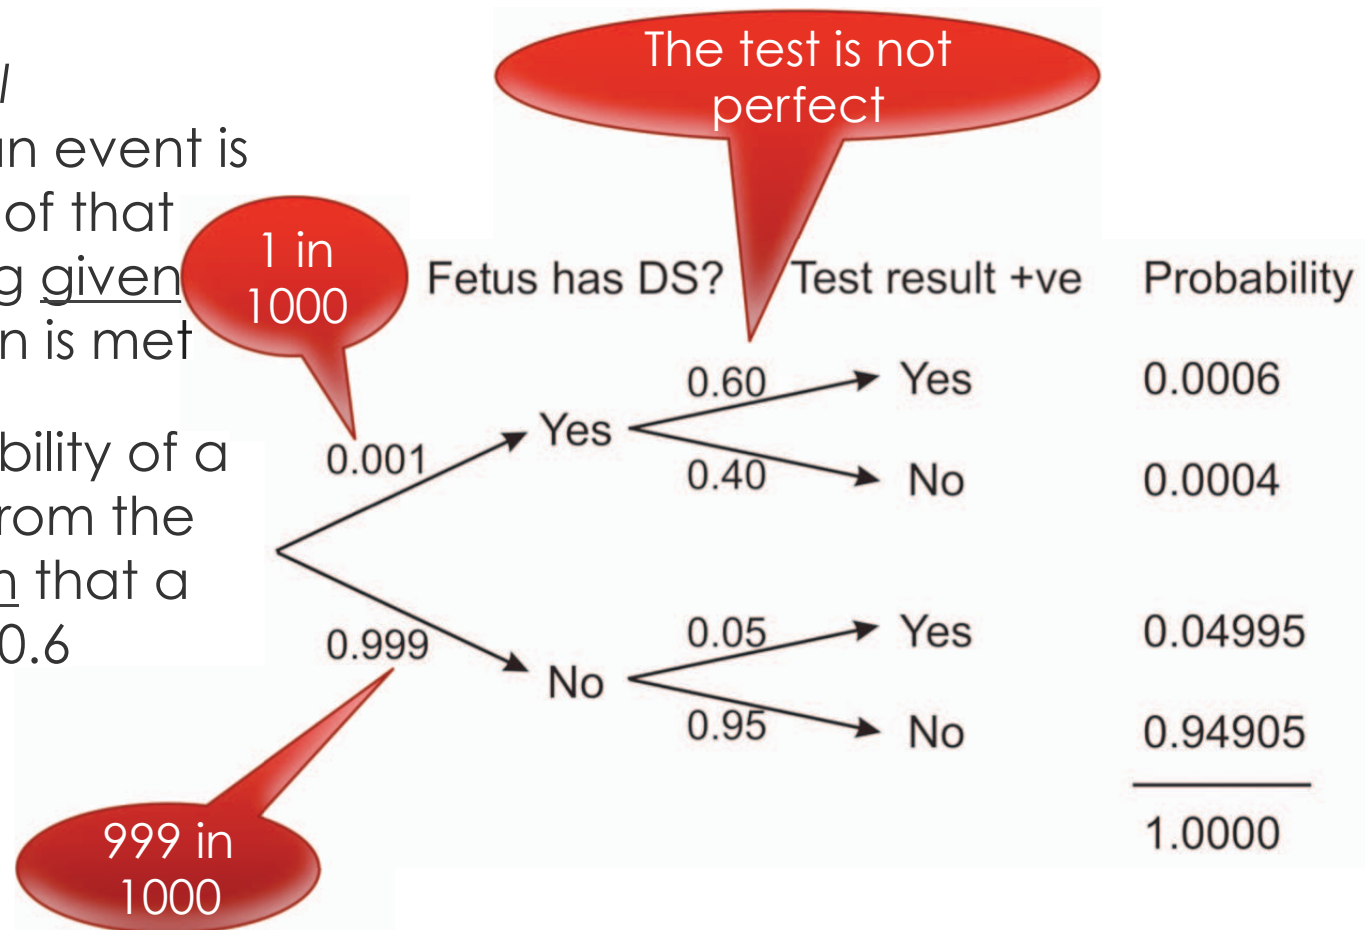 The test is not
perfect
l
an event is
of that
g given
n is met
bility of a
from the
n that a
0.6
1 in
1000
Fetus has DS? Test result +ve Probability
0.60 Yes 0.0006
0.001 Yes
0.40 No 0.0004
0.999 No
0.05 Yes 0.04995
0.95 No 0.94905
1.0000
999 in
1000